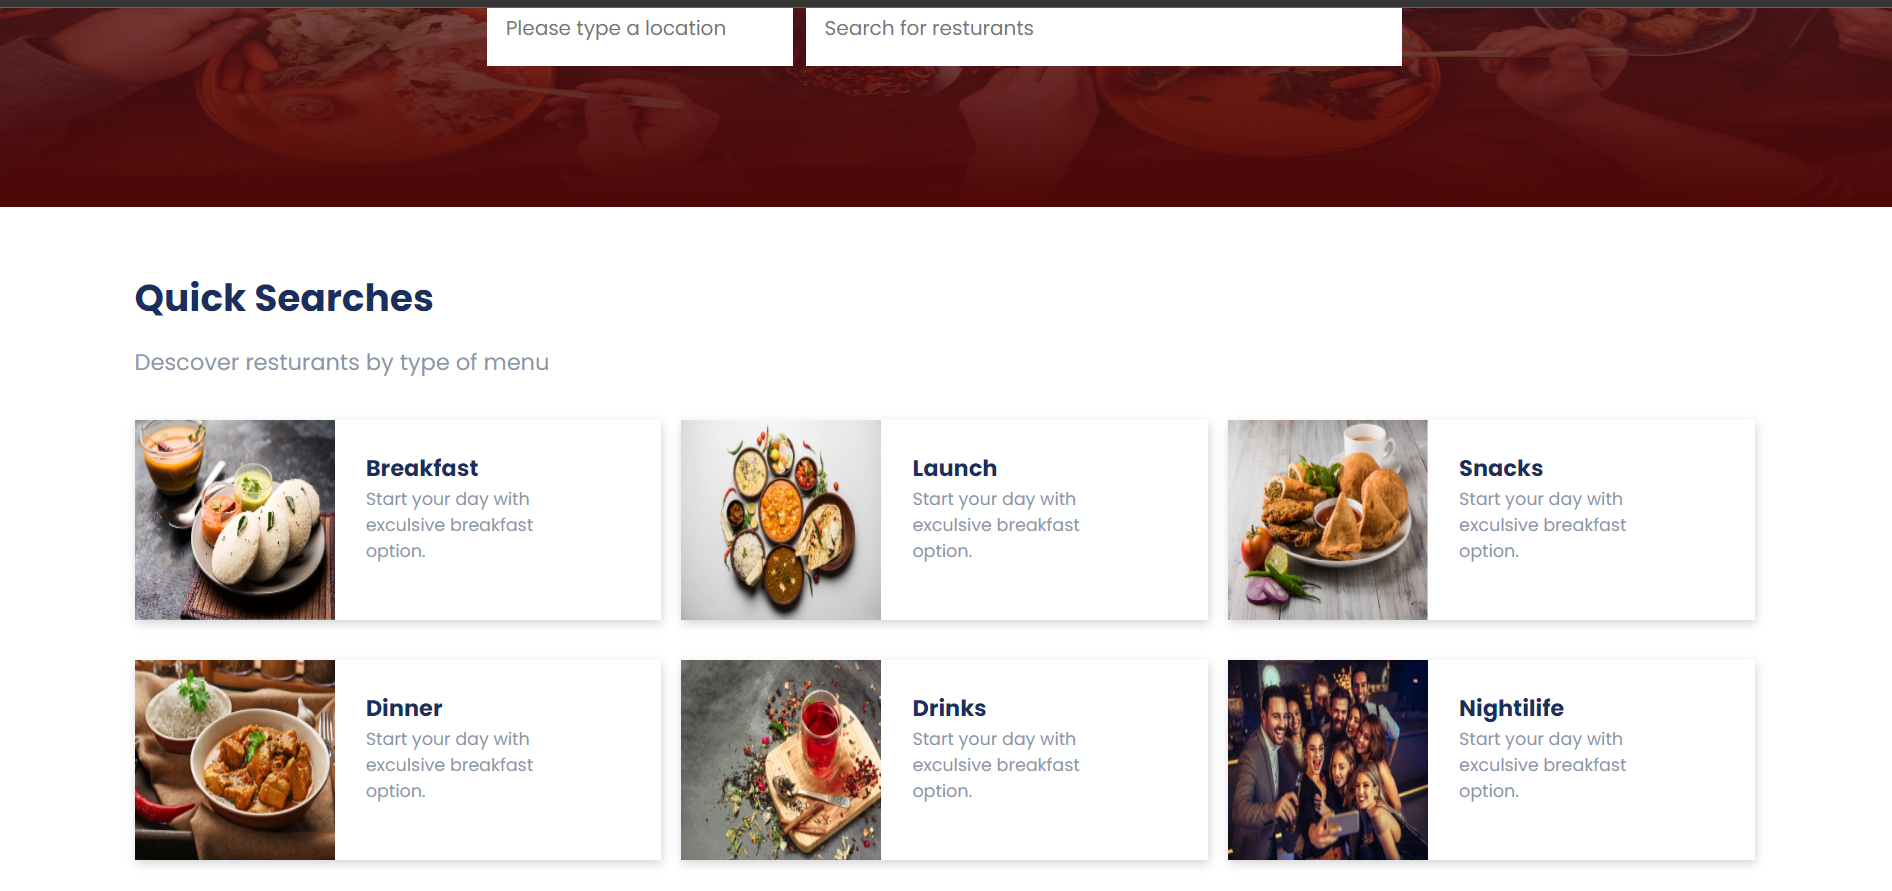 Please type a location
Search for resturants
Quick Searches
Descover resturants by type of menu
Breakfast
Start your day with
exculsive breakfast
option.
Launch
Start your day with
exculsive breakfast
option.
Snacks
Start your day with
exculsive breakfast
option.
Dinner
Start your day with
exculsive breakfast
option.
Drinks
Start your day with
exculsive breakfast
option.
Nightilife
Start your day with
exculsive breakfast
option.